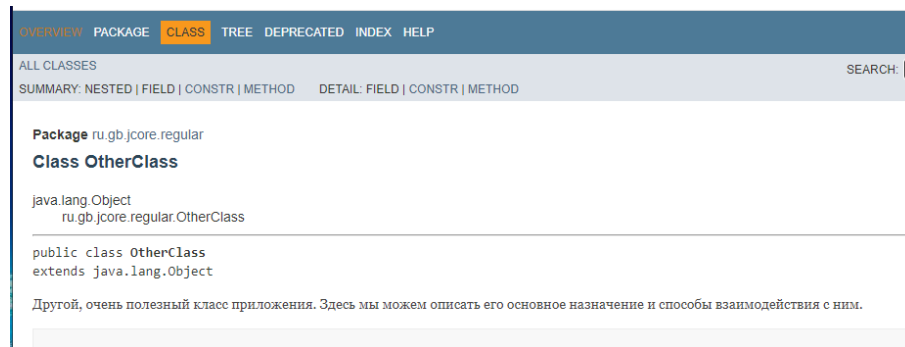 OVERVIEW PACKAGE CLASS TREE DEPRECATED INDEX HELP
ALL CLASSES
SEARCH:
SUMMARY: NESTED | FIELD | CONSTR | METHOD DETAIL: FIELD | CONSTR | METHOD
Package ru.gb.jcore.regular
Class OtherClass
java.lang.Object
ru.gb.jcore.regular.OtherClass
public class OtherClass
extends java.lang.Object
Другой, очень полезный класс приложения. Здесь мы можем описать его основное назначение и способы взаимодействия с ним.